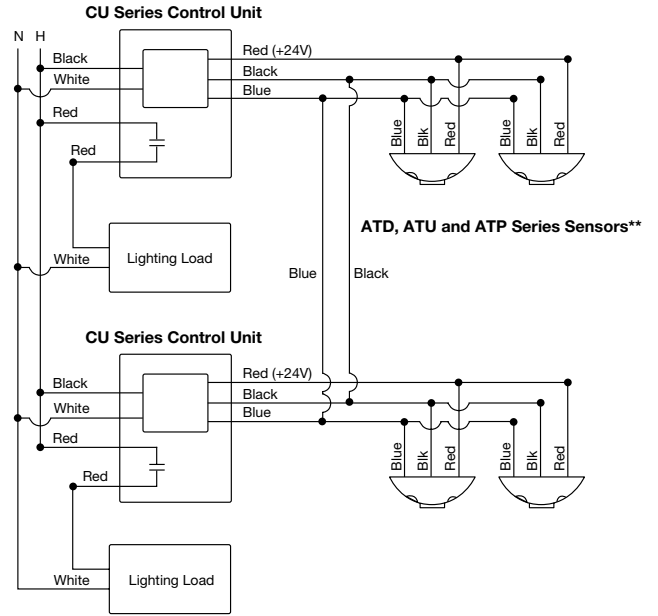 CU Series Control Unit
N H
Black
White
Red
Red
White
Lighting Load
Red (+24V)
Black
Blue
Blue
Blk
Red
Blue
Blk
Red
ATD, ATU and ATP Series Sensors**
Blue
Black
CU Series Control Unit
Black
White
Red
Red
White
Lighting Load
Red (+24V)
Black
Blue
Blue
Blk
Red
Blue
Blk
Red